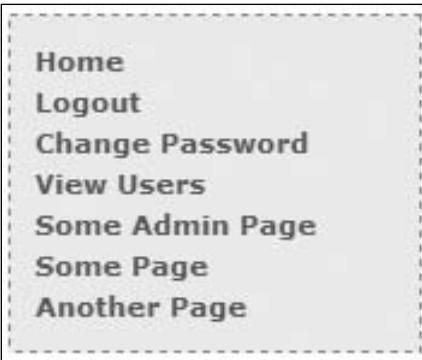 Home
Logout
Change Password
View Users
Some Admin Page
Some Page
Another Page